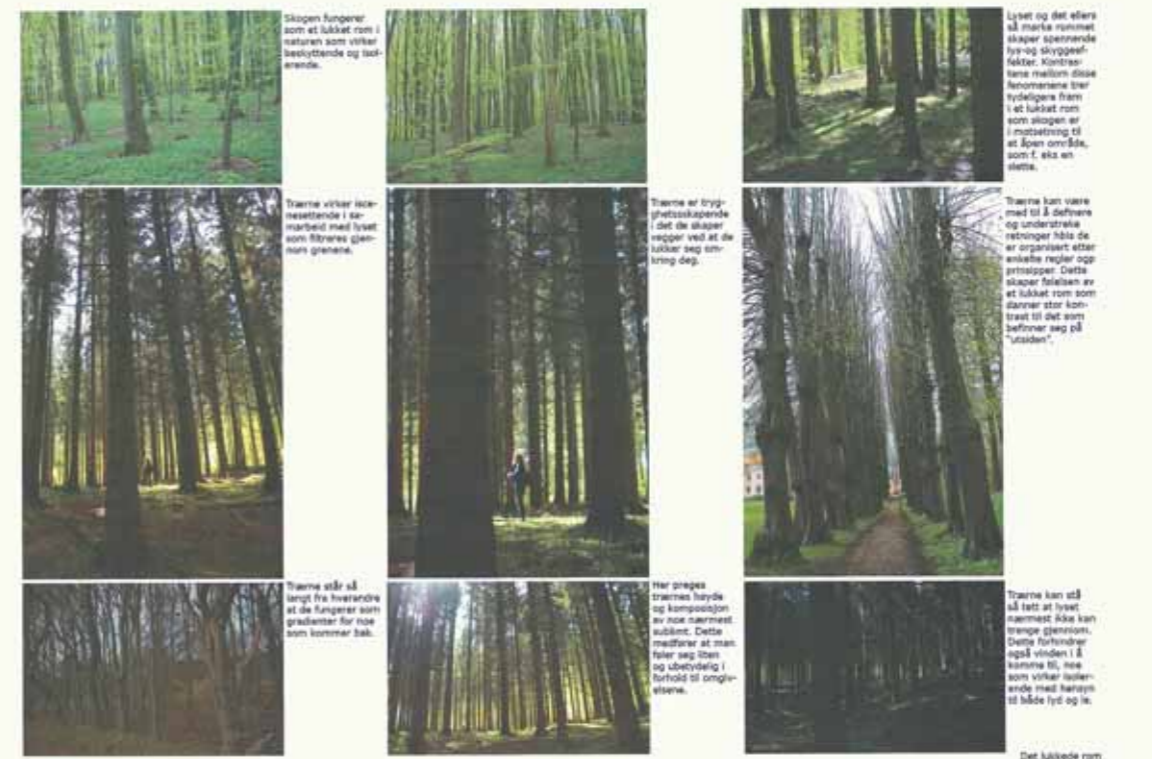 Skogen fungerer
som et lukket rom i
naturen som virker
beskyttende og isol-
erende.
Lyset og det ellers
så mørke rommet
skaper spennende
lys-og skyggeef-
fekter. Kontras-
tene mellom disse
fenomenene trer
tydeligere fram
i et lukket rom
som skogen er
i motsetning til
et åpen område,
som f. eks en
slette.
Trærne virker isce-
nesettende i sa-
marbeid med lyset
som filtreres gjen-
nom grenene.
Trærne er tryg-
ghetsskapende
i det de skaper
vegger ved at de
lukker seg om-
kring deg.
Trærne kan være
med til å definere
og understreke
retninger hbis de
er organisert etter
enkelte regler ogp
prinsipper. Dette
skaper følelsen av
et lukket rom som
danner stor kon-
trast til det som
befinner seg på
"utsiden".
Trærne står så
langt fra hverandre
at de fungerer som
gradienter for noe
som kommer bak.
Her preges
trærnes høyde
og komposisjon
av noe nærmest
sublimt. Dette
medfører at man
føler seg liten
og ubetydelig i
forhold til omgiv-
elsene.
Trærne kan stå
så tett at lyset
nærmest ikke kan
trenge gjennom.
Dette forhindrer
også vinden i å
komme til, noe
som virker isoler-
ende med hensyn
til både lyd og le.
Det lukkede rom